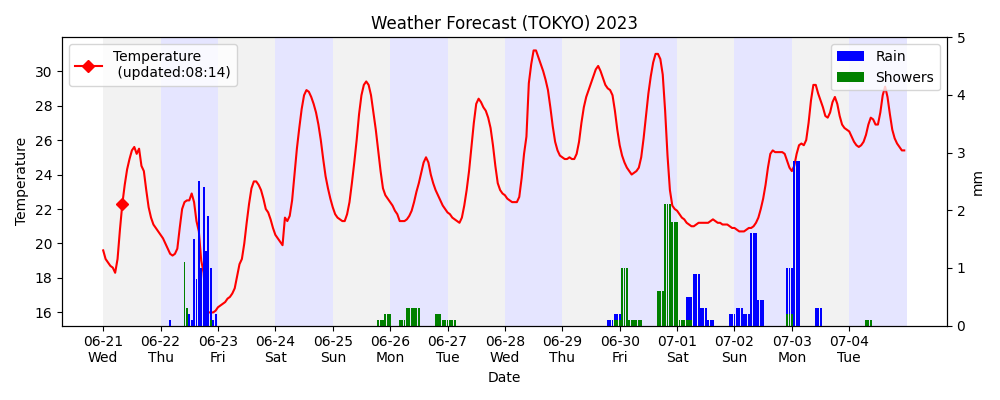 Weather Forecast (TOKYO) 2023
Temperature
(updated:08:14)
Rain
Showers
Temperature
30
28
26
24
22
20
18
16
5
4
3
2
1
0
mm
06-21 06-22 06-23 06-24 06-25 06-26 06-27 06-28 06-29 06-30 07-01 07-02 07-03 07-04
Wed Thu Fri Sat Sun Mon Tue Wed Thu Fri Sat Sun Mon Tue
Date